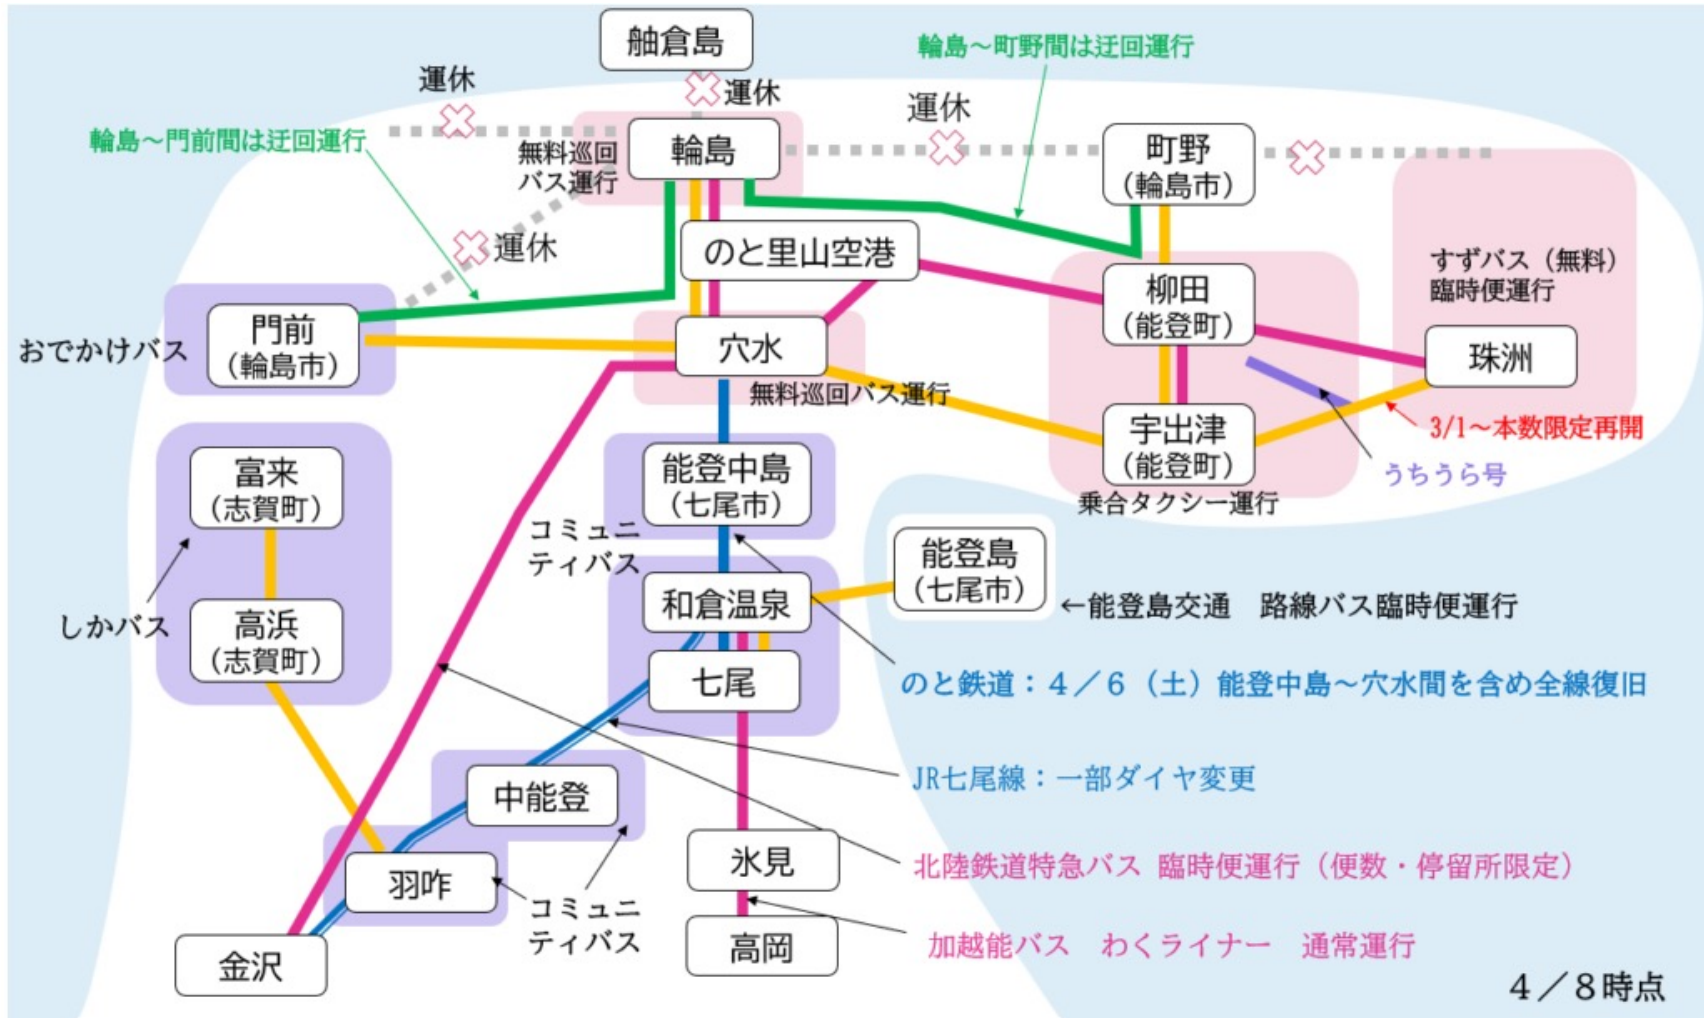 舳倉島
輪島～町野間は迂回運行
運休
運休
運休
輪島～門前間は迂回運行
無料巡回
バス運行
輪島
町野
（輪島市）
運休
のと里山空港
すずバス（無料）
臨時便運行
柳田
（能登町）
門前
（輪島市）
おでかけバス
穴水
珠洲
無料巡回バス運行
宇出津
（能登町）
3/1～本数限定再開
うちうら号
乗合タクシー運行
富来
（志賀町）
能登中島
（七尾市）
コミュニ
ティバス
能登島
（七尾市）
←能登島交通　路線バス臨時便運行
和倉温泉
しかバス
高浜
（志賀町）
七尾
のと鉄道：４／６（土）能登中島～穴水間を含め全線復旧
JR七尾線：一部ダイヤ変更
中能登
氷見
北陸鉄道特急バス 臨時便運行（便数・停留所限定）
羽咋
コミュニ
ティバス
高岡
加越能バス　わくライナー　通常運行
金沢
４／８時点